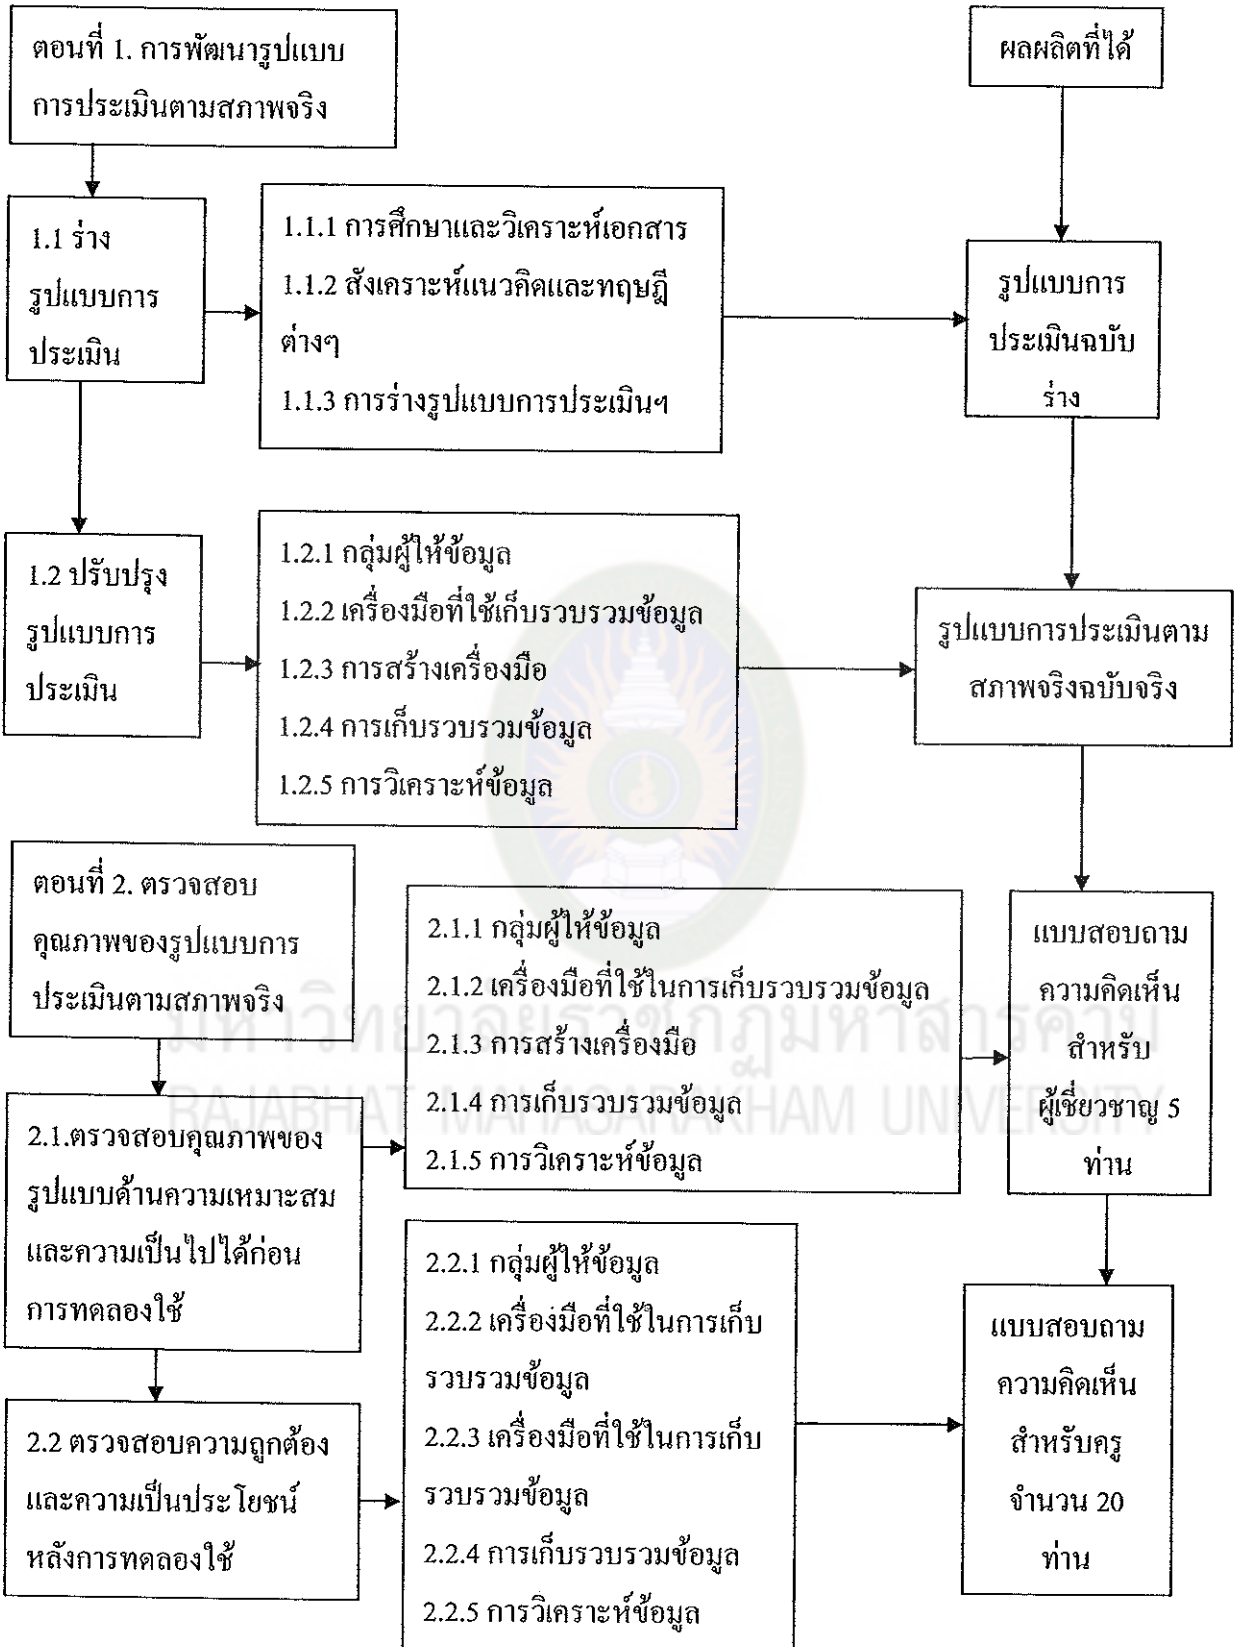 ตอนที่ 1. การพัฒนารูปแบบ
การประเมินตามสภาพจริง
ผลผลิตที่ได้
1.1 ร่าง
รูปแบบการ
ประเมิน
1.1.1 การศึกษาและวิเคราะห์เอกสาร
1.1.2 สังเคราะห์แนวคิดและทฤษฎี
ต่างๆ
1.1.3 การร่างรูปแบบการประเมินฯ
รูปแบบการ
ประเมินฉบับ
ร่าง
1.2 ปรับปรุง
รูปแบบการ
ประเมิน
1.2.1 กลุ่มผู้ให้ข้อมูล
1.2.2 เครื่องมือที่ใช้เก็บรวบรวมข้อมูล
1.2.3 การสร้างเครื่องมือ
1.2.4 การเก็บรวบรวมข้อมูล
1.2.5 การวิเคราะห์ข้อมูล
รูปแบบการประเมินตาม
สภาพจริงฉบับจริง
ตอนที่ 2. ตรวจสอบ
คุณภาพของรูปแบบการ
ประเมินตามสภาพจริง
2.1.ตรวจสอบคุณภาพของ
รูปแบบด้านความเหมาะสม
และความเป็นไปได้ก่อน
การทดลองใช้
2.1.1 กลุ่มผู้ให้ข้อมูล
2.1.2 เครื่องมือที่ใช้ในการเก็บรวบรวมข้อมูล
2.1.3 การสร้างเครื่องมือ
2.1.4 การเก็บรวบรวมข้อมูล
2.1.5 การวิเคราะห์ข้อมูล
แบบสอบถาม
ความคิดเห็น
สำหรับ
ผู้เชี่ยวชาญ 5
ท่าน
มหาวิทยาลัยราชภัฏมหาสารคาม
RAJABHAT MAHASARAKHAM UNIVERSITY
2.2 ตรวจสอบความถูกต้อง
และความเป็นประโยชน์
หลังการทดลองใช้
2.2.1 กลุ่มผู้ให้ข้อมูล
2.2.2 เครื่องมือที่ใช้ในการเก็บ
รวบรวมข้อมูล
2.2.3 เครื่องมือที่ใช้ในการเก็บ
รวบรวมข้อมูล
2.2.4 การเก็บรวบรวมข้อมูล
2.2.5 การวิเคราะห์ข้อมูล
แบบสอบถาม
ความคิดเห็น
สำหรับครู
จำนวน 20
ท่าน